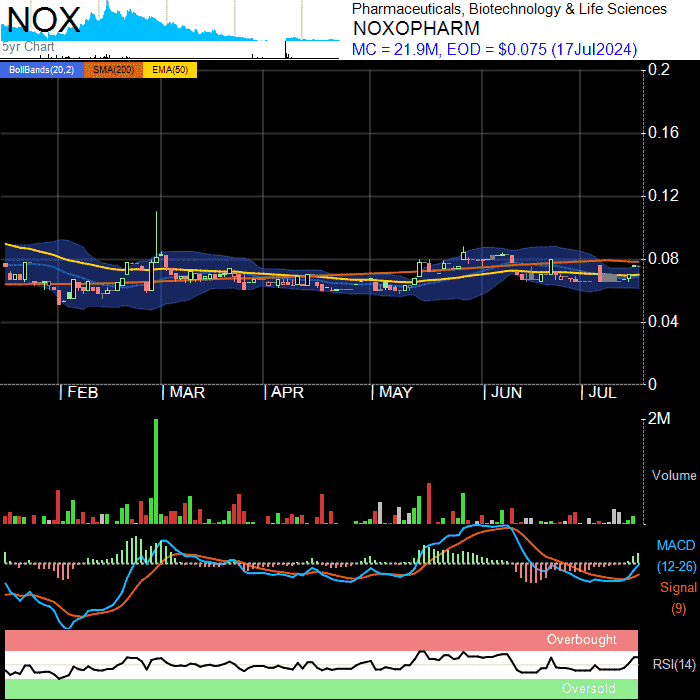 NOX
5yr Chart
Pharmaceuticals, Biotechnology & Life Sciences
NOXOPHARM
MC = 21.9M, EOD = $0.075 (17Jul2024)
BollBands(20,2) SMA(200) EMA(50)
0.2
0.16
0.12
0.08
0.04
0
FEB MAR APR MAY JUN JUL
2M
Volume
MACD
(12-26)
Signal
(9)
Overbought
RSI(14)
Oversold